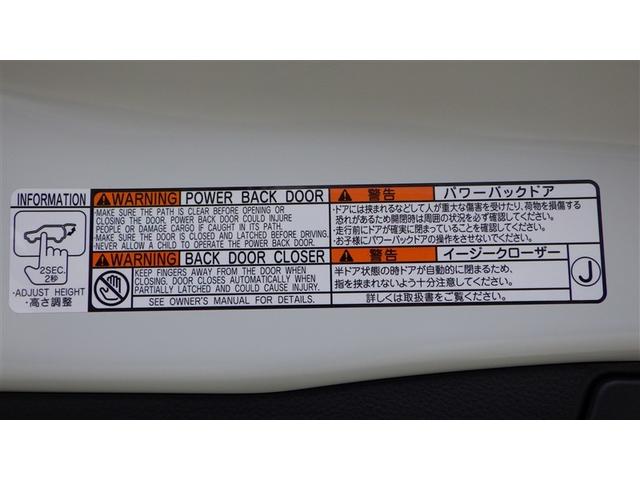 INFORMATION
2SEC.
2秒
・ADJUST HEIGHT
・高さ調整
WARNING POWER BACK DOOR
・MAKE SURE THE PATH IS CLEAR BEFORE OPENING OR
CLOSING THE DOOR. POWER BACK DOOR COULD INJURE
PEOPLE OR DAMAGE CARGO IF CAUGHT IN ITS PATH.
・MAKE SURE THE DOOR IS CLOSED AND LATCHED BEFORE DRIVING.
・NEVER ALLOW A CHILD TO OPERATE THE POWER BACK DOOR.
WARNING BACK DOOR CLOSER
KEEP FINGERS AWAY FROM THE DOOR WHEN
CLOSING. DOOR CLOSES AUTOMATICALLY WHEN
PARTIALLY LATCHED AND COULD CAUSE INJURY.
SEE OWNER'S MANUAL FOR DETAILS.
警告 パワーバックドア
・ドアには挟まれるなどして人が重大な傷害を受けたり、荷物を損傷する
恐れがあるため開閉時は周囲の状況を必ず確認してください。
・走行前にドアが確実に閉まっていることを確認してください。
・お子様にパワーバックドアの操作をさせないでください。
警告 イージークローザー
半ドア状態の時ドアが自動的に閉まるため、
指を挟まれないよう十分注意してください。
詳しくは取扱書をご覧ください。
J